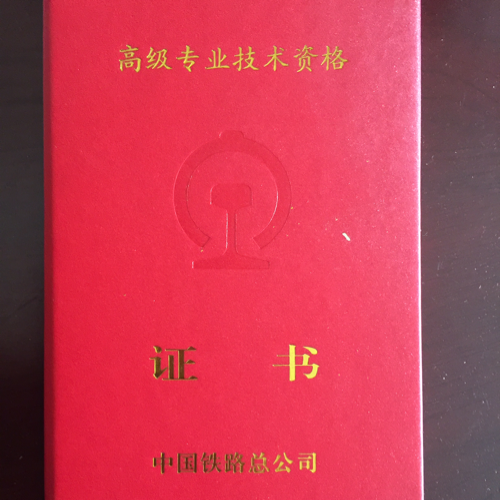 高级专业技术资格
证书
中国铁路总公司